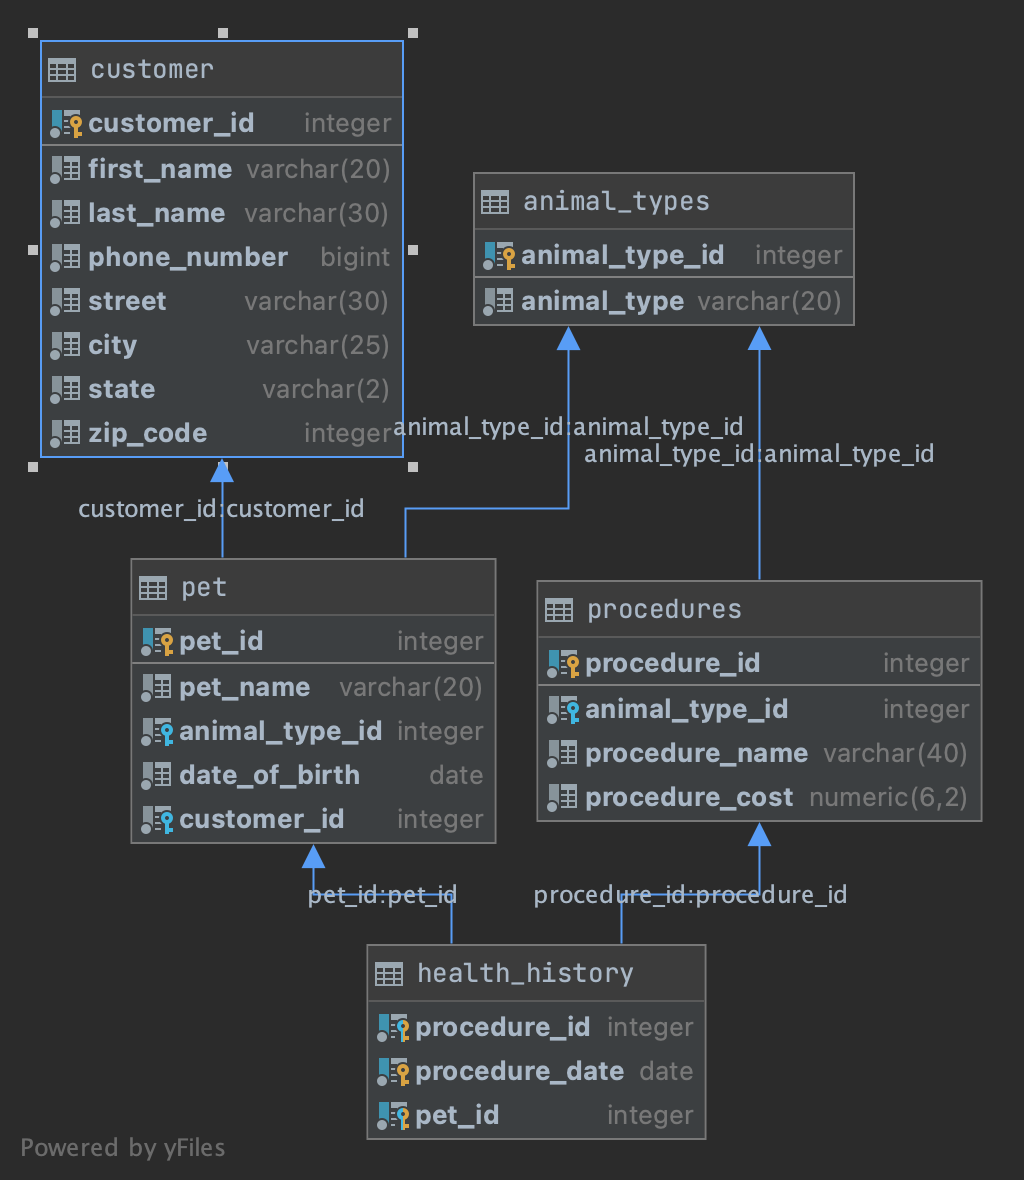 customer
customer_id integer
first_name varchar(20)
last_name varchar(30)
phone_number bigint
street varchar(30)
city varchar(25)
state varchar(2)
zip_code integer
animal_types
animal_type_id integer
animal_type varchar(20)
animal_type_id:animal_type_id
animal_type_id:animal_type_id
customer_id:customer_id
pet
pet_id integer
pet_name varchar(20)
animal_type_id integer
date_of_birth date
customer_id integer
procedures
procedure_id integer
animal_type_id integer
procedure_name varchar(40)
procedure_cost numeric(6,2)
pet_id:pet_id
procedure_id:procedure_id
health_history
procedure_id integer
procedure_date date
pet_id integer
Powered by yFiles